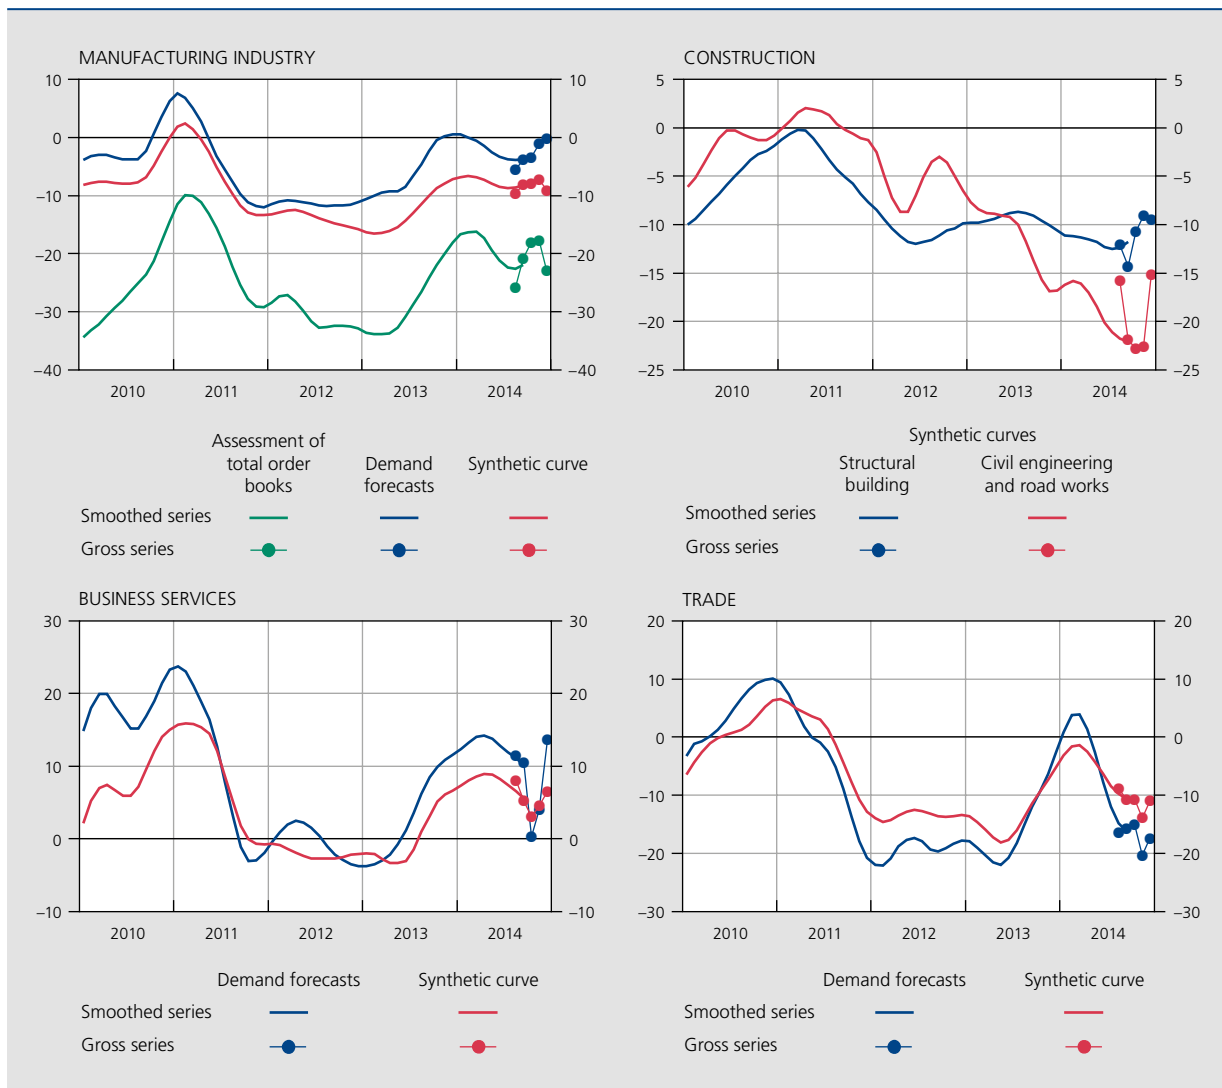 MANUFACTURING INDUSTRY
10 10
0 0
–10 –10
–20 –20
–30 –30
–40 –40
2010 2011 2012 2013 2014
Assessment of
total order
books
Demand
forecasts
Synthetic curve
Smoothed series
Gross series
CONSTRUCTION
5 5
0 0
–5 –5
–10 –10
–15 –15
–20 –20
–25 –25
2010 2011 2012 2013 2014
Synthetic curves
Structural
building
Civil engineering
and road works
Smoothed series
Gross series
BUSINESS SERVICES
30 30
20 20
10 10
0 0
–10 –10
2010 2011 2012 2013 2014
Demand forecasts Synthetic curve
Smoothed series
Gross series
TRADE
20 20
10 10
0 0
–10 –10
–20 –20
–30 –30
2010 2011 2012 2013 2014
Demand forecasts Synthetic curve
Smoothed series
Gross series